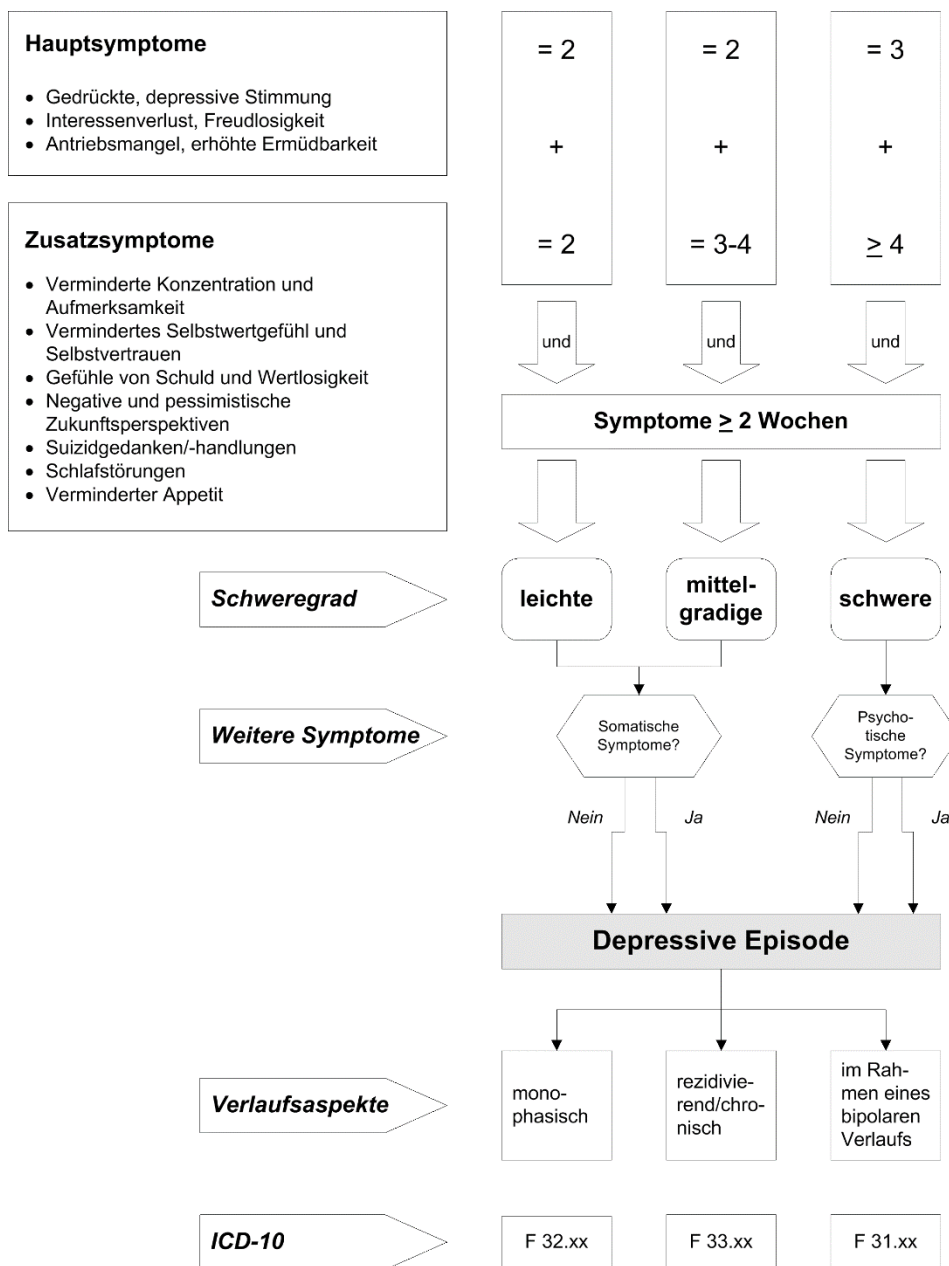 Hauptsymptome
• Gedrückte, depressive Stimmung
• Interessenverlust, Freudlosigkeit
• Antriebsmangel, erhöhte Ermüdbarkeit
= 2
= 2
= 3
+
+
+
= 2
= 3-4
≥ 4
Zusatzsymptome
• Verminderte Konzentration und
Aufmerksamkeit
• Vermindertes Selbstwertgefühl und
Selbstvertrauen
• Gefühle von Schuld und Wertlosigkeit
• Negative und pessimistische
Zukunftsperspektiven
• Suizidgedanken/-handlungen
• Schlafstörungen
• Verminderter Appetit
und
und
und
Symptome ≥ 2 Wochen
Schweregrad
leichte
mittel-
gradige
schwere
Weitere Symptome
Somatische
Symptome?
Psycho-
tische
Symptome?
Nein
Ja
Nein
Ja
Depressive Episode
Verlaufsaspekte
mono-
phasisch
rezidivie-
rend/chro-
nisch
im Rah-
men eines
bipolaren
Verlaufs
ICD-10
F 32.xx
F 33.xx
F 31.xx